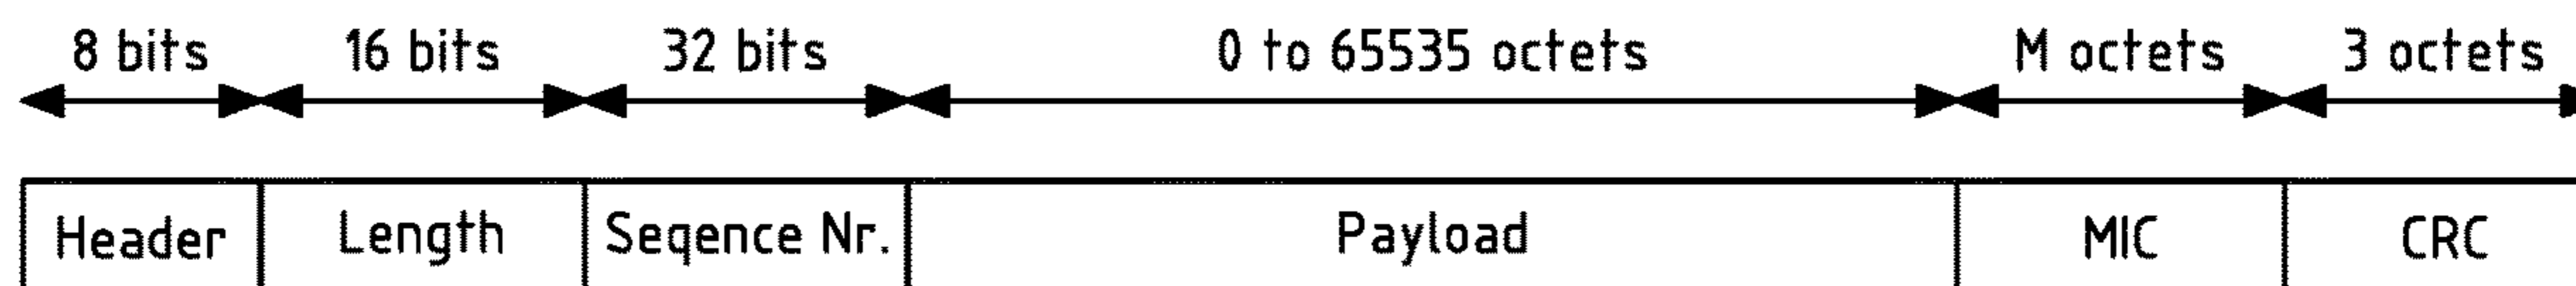 8 bits 16 bits 32 bits 0 to 65535 octets M octets 3 octets
Header Length Seqence Nr. Payload MIC CRC